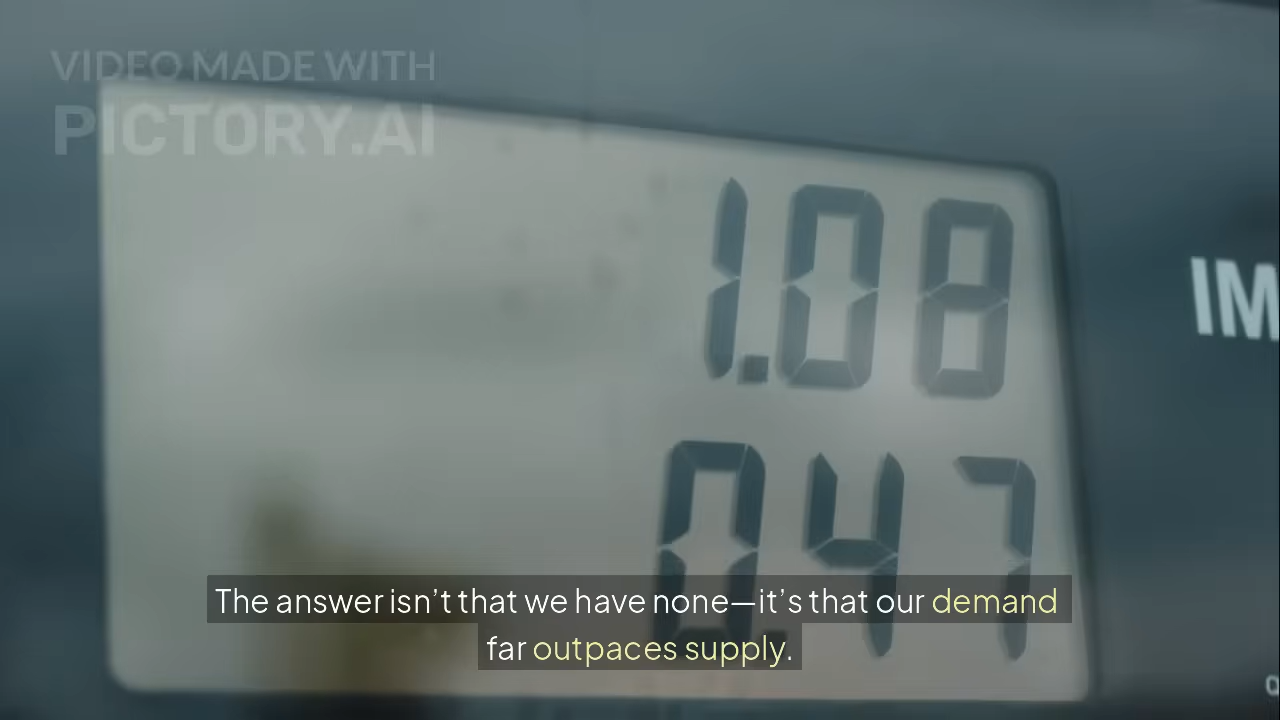 VIDEO MADE WITH
PICTORY.AI
1.08
IM
0.47
The answer isn’t that we have none—it’s that our demand
far outpaces supply.